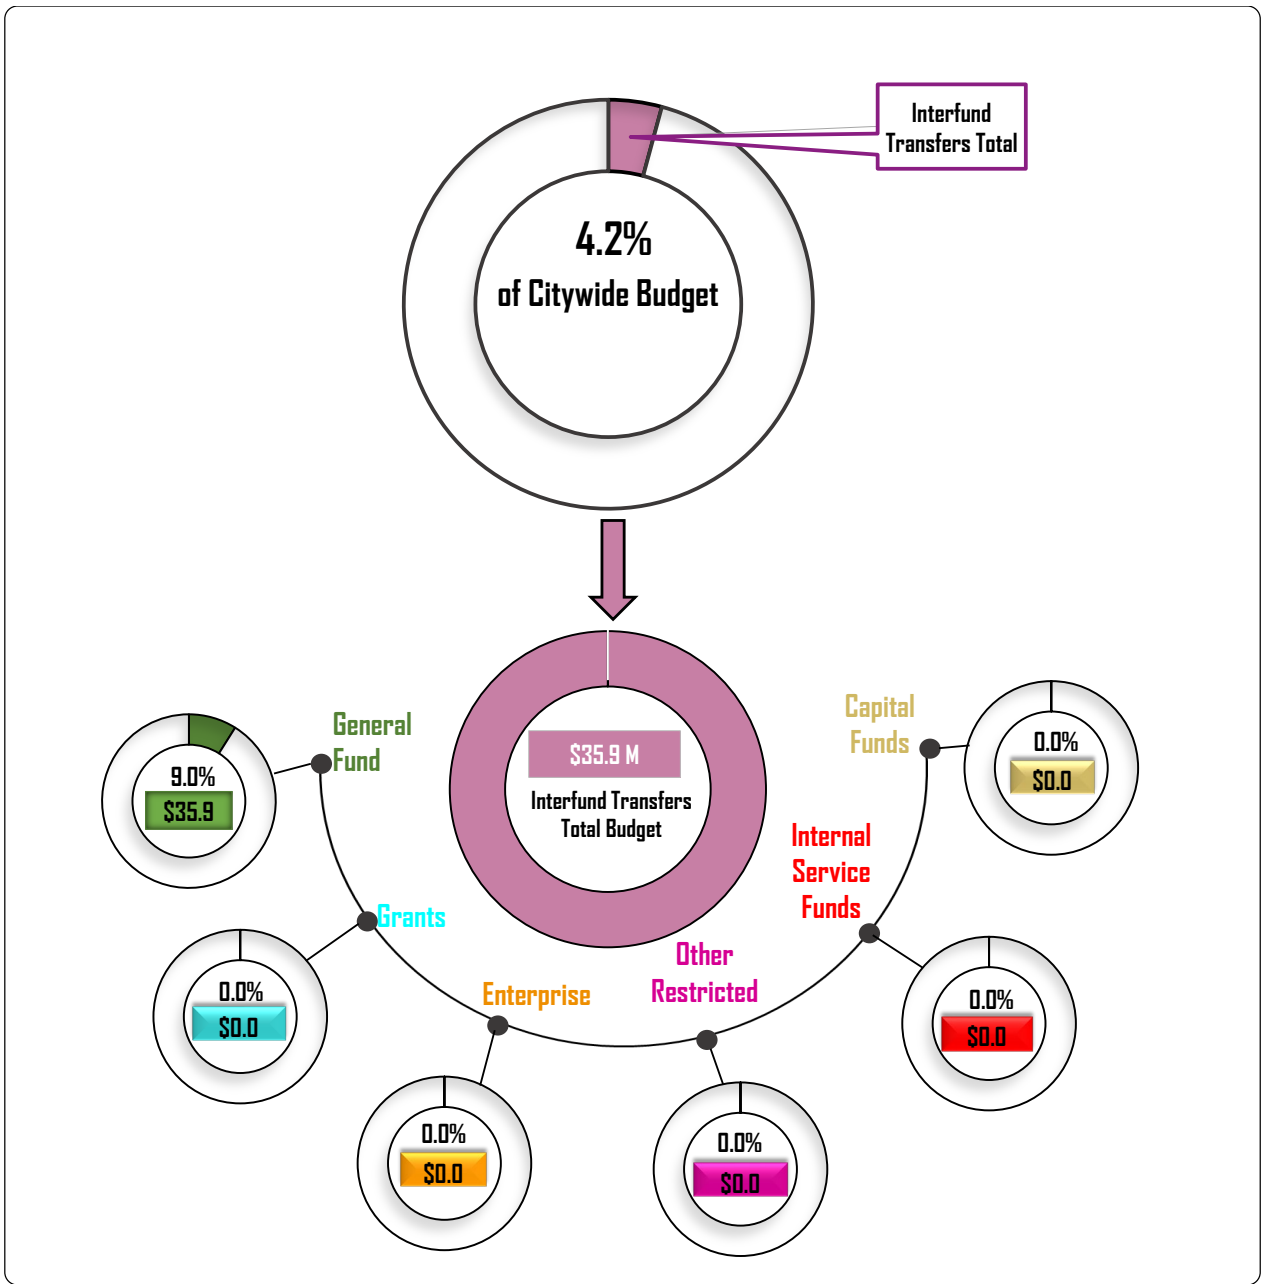 Interfund
Transfers Total
4.2%
of Citywide Budget
$35.9 M
Interfund Transfers
Total Budget
General
Fund
9.0%
$35.9
Grants
0.0%
$0.0
Enterprise
0.0%
$0.0
Other
Restricted
0.0%
$0.0
Internal
Service
Funds
0.0%
$0.0
Capital
Funds
0.0%
$0.0